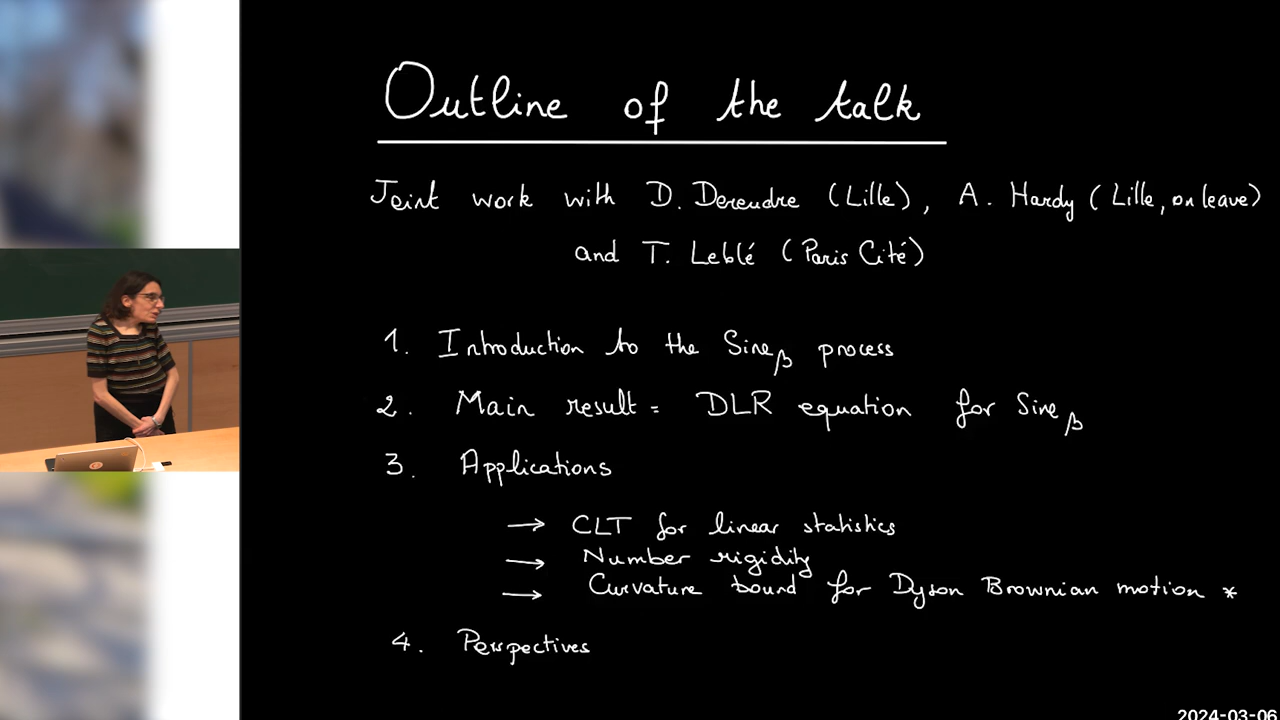 Outline of the talk
Joint work with D. Dereudre (Lille), A. Hardy (Lille, on leave)
and T. Leblé (Paris Cité)
1. Introduction to the Sine β process
2. Main result = DLR equation for Sine β
3. Applications
→ CLT for linear statistics
→ Number rigidity
→ Curvature bound for Dyson Brownian motion *
4. Perspectives
2024-03-06